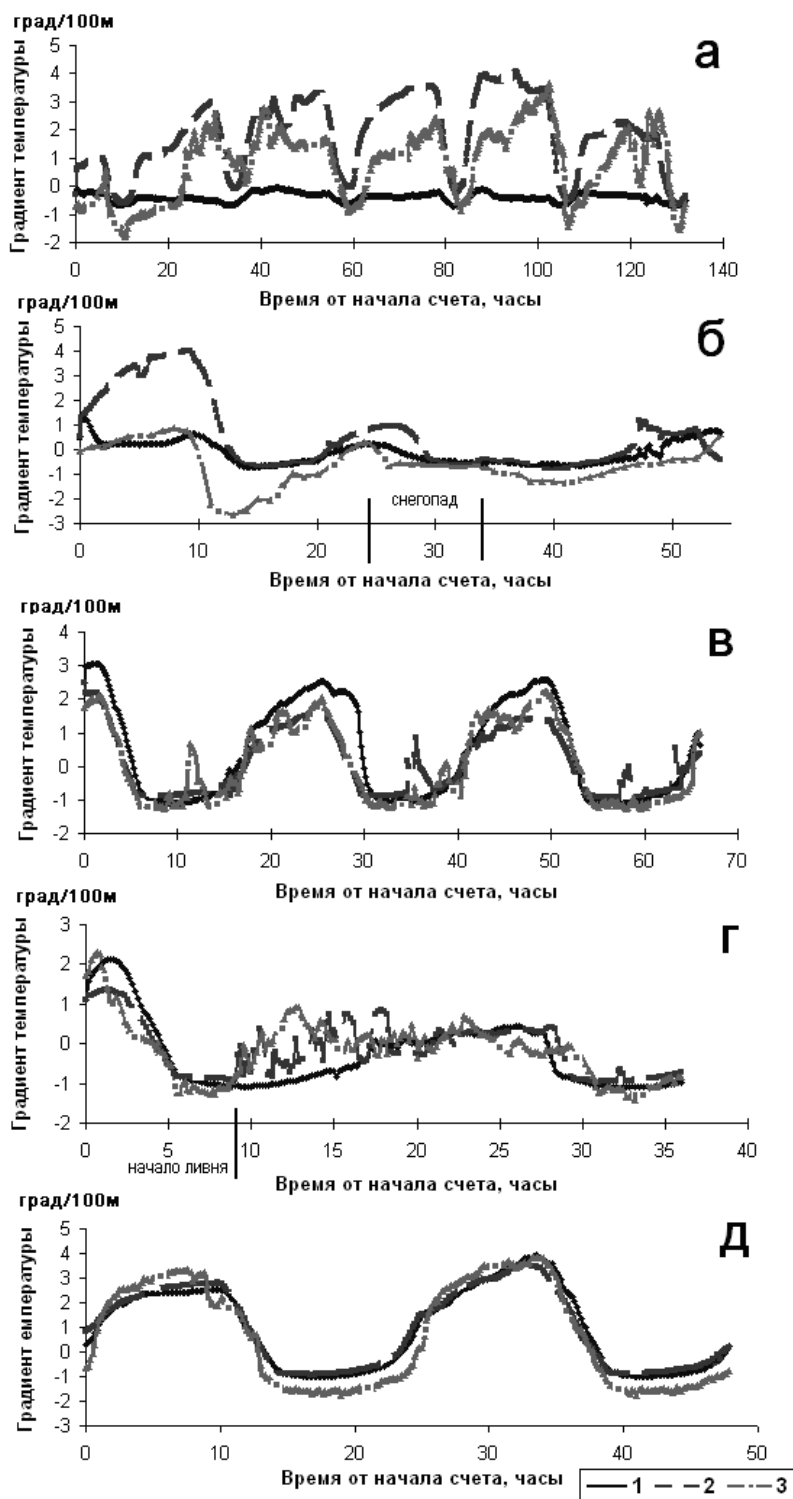 град/100м
а
Градиент температуры
5
4
3
2
1
0
-1
-2
0 20 40 60 80 100 120 140
Время от начала счета, часы
град/100м
б
Градиент температуры
5
4
3
2
1
0
-1
-2
-3
снегопад
0 10 20 30 40 50
Время от начала счета, часы
град/100м
в
Градиент температуры
4
3
2
1
0
-1
-2
0 10 20 30 40 50 60 70
Время от начала счета, часы
град/100м
г
Градиент температуры
3
2
1
0
-1
-2
0 5 10 15 20 25 30 35 40
начало ливня
Время от начала счета, часы
град/100м
д
Градиент емпературы
5
4
3
2
1
0
-1
-2
-3
0 10 20 30 40 50
Время от начала счета, часы
1 2 3